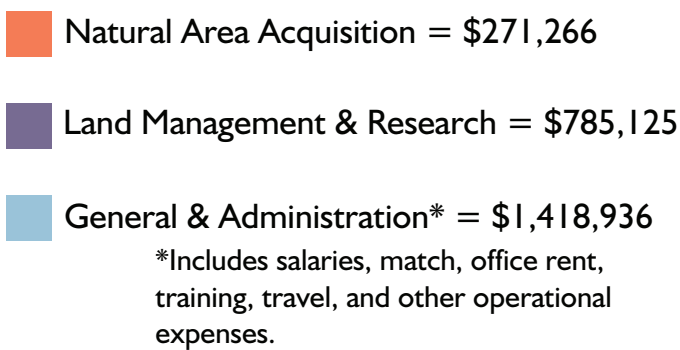 Natural Area Acquisition = $271,266
Land Management & Research = $785,125
General & Administration* = $1,418,936
*Includes salaries, match, office rent,
training, travel, and other operational
expenses.